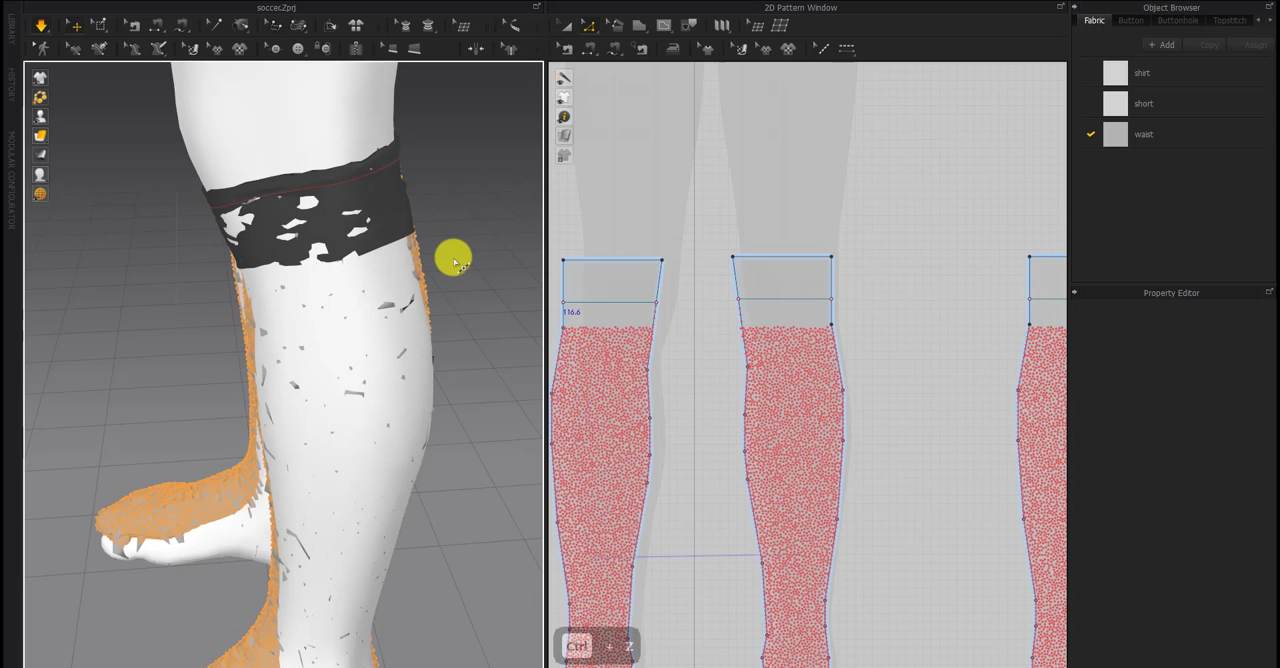 soccer.Zprj
2D Pattern Window
Object Browser
LIBRARY
HISTORY
MODULAR CONFIGURATOR
Fabric
Button
Buttonhole
Topstitch
+ Add
Copy
Assign
shirt
short
waist
Property Editor
116.6
Ctrl + Z